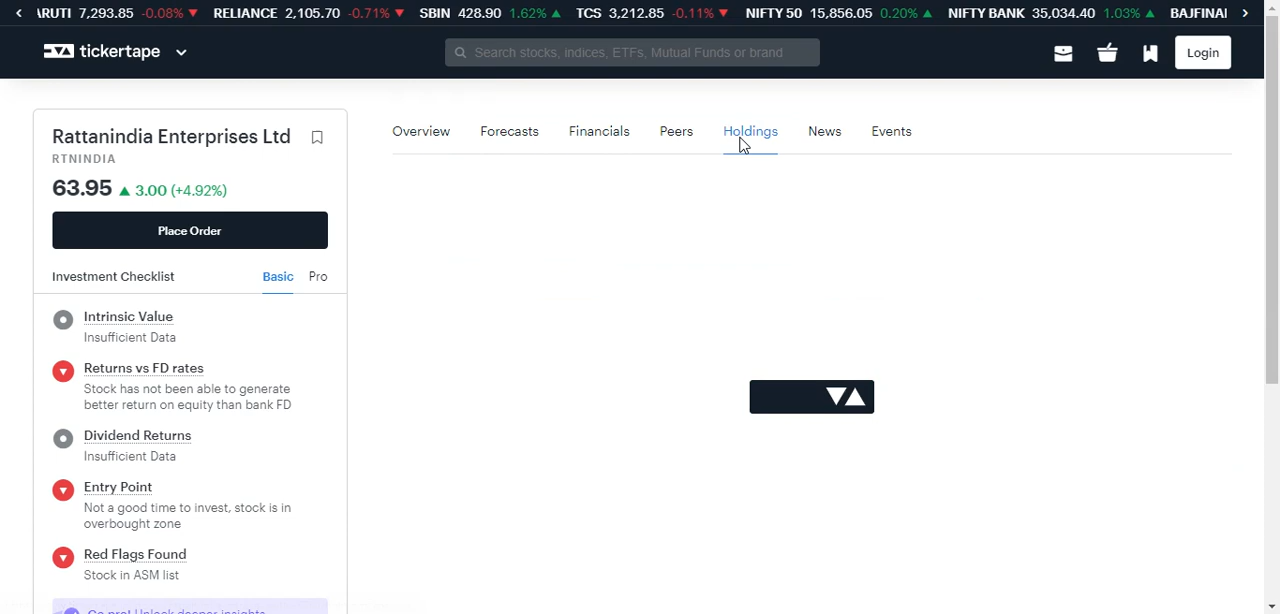 ARUTI 7,293.85 -0.08% ▼ RELIANCE 2,105.70 -0.71% ▼ SBIN 428.90 1.62% ▲ TCS 3,212.85 -0.11% ▼ NIFTY 50 15,856.05 0.20% ▲ NIFTY BANK 35,034.40 1.03% ▲ BAJFINAI
tickertape
Search stocks, indices, ETFs, Mutual Funds or brand
Login
Rattanindia Enterprises Ltd
RTNINDIA
63.95 ▲ 3.00 (+4.92%)
Place Order
Investment Checklist Basic Pro
Intrinsic Value
Insufficient Data
Returns vs FD rates
Stock has not been able to generate
better return on equity than bank FD
Dividend Returns
Insufficient Data
Entry Point
Not a good time to invest, stock is in
overbought zone
Red Flags Found
Stock in ASM list
Go pro! Unlock deeper insights
Overview Forecasts Financials Peers Holdings News Events